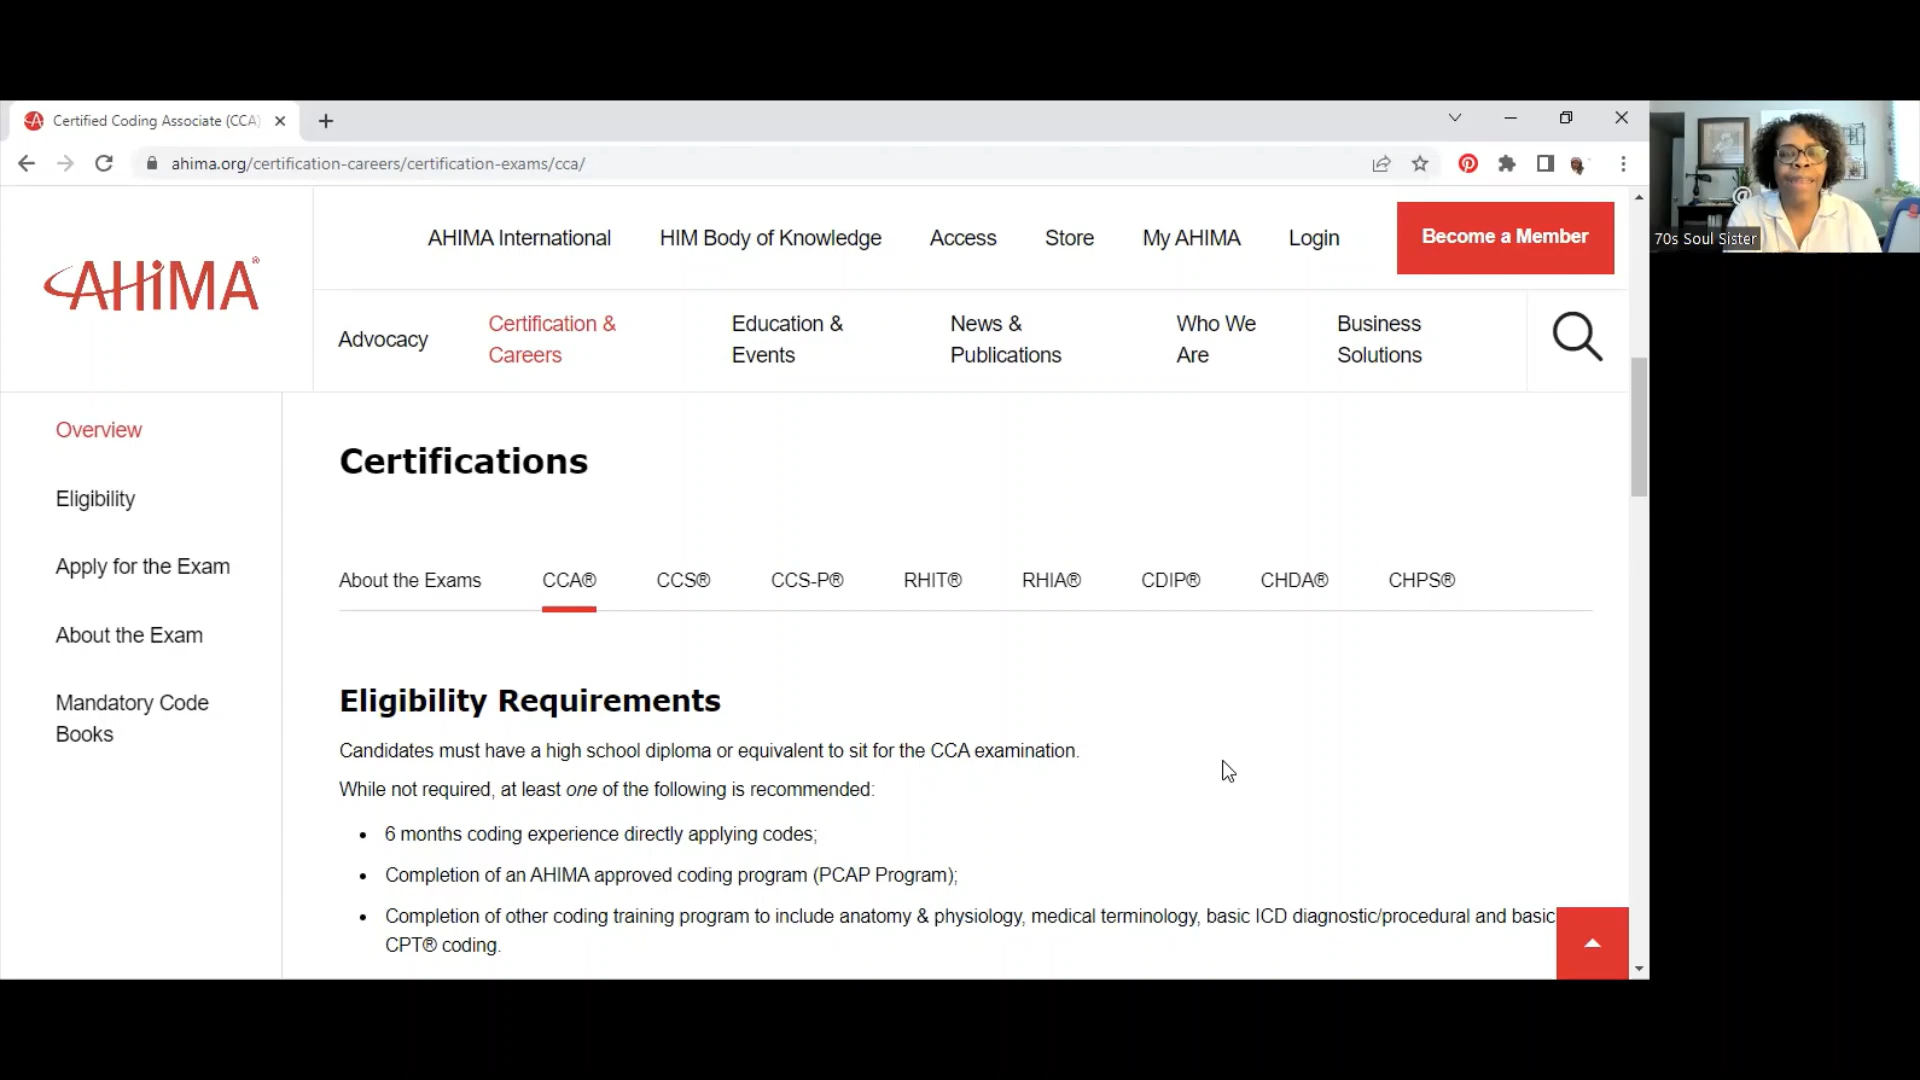 Certified Coding Associate (CCA)
ahima.org/certification-careers/certification-exams/cca/
AHIMA International HIM Body of Knowledge Access Store My AHIMA Login Become a Member
AHIMA®
Advocacy
Certification &
Careers
Education &
Events
News &
Publications
Who We
Are
Business
Solutions
70s Soul Sister
Overview
Eligibility
Apply for the Exam
About the Exam
Mandatory Code
Books
Certifications
About the Exams CCA® CCS® CCS-P® RHIT® RHIA® CDIP® CHDA® CHPS®
Eligibility Requirements
Candidates must have a high school diploma or equivalent to sit for the CCA examination.
While not required, at least one of the following is recommended:
• 6 months coding experience directly applying codes;
• Completion of an AHIMA approved coding program (PCAP Program);
• Completion of other coding training program to include anatomy & physiology, medical terminology, basic ICD diagnostic/procedural and basic
CPT® coding.